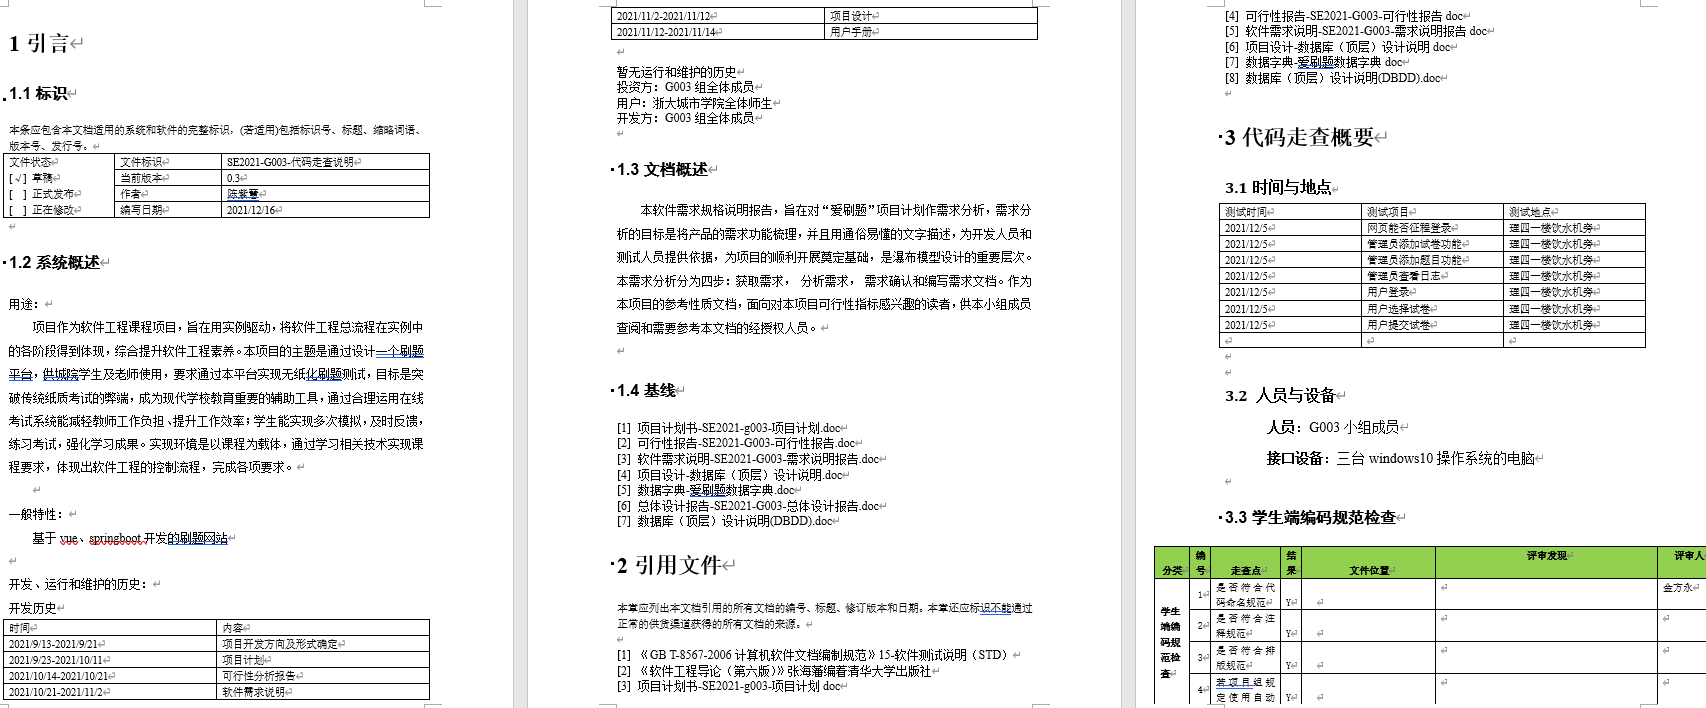 1 引言
1.1 标识
本条应包含本文档适用的系统和软件的完整标识，(若适用)包括标识号、标题、缩略词语、
版本号、发行号。
文件状态 文件标识 SE2021-G003-代码走查说明
[√] 草稿 当前版本 0.3
[ ] 正式发布 作者 陈紫慧
[ ] 正在修改 编写日期 2021/12/16
1.2 系统概述
用途：
项目作为软件工程课程项目，旨在用实例驱动，将软件工程总流程在实例中
的各阶段得到体现，综合提升软件工程素养。本项目的主题是通过设计一个刷题
平台，供城院学生及老师使用，要求通过本平台实现无纸化刷题测试，目标是突
破传统纸质考试的弊端，成为现代学校教育重要的辅助工具，通过合理运用在线
考试系统能减轻教师工作负担、提升工作效率；学生能实现多次模拟，及时反馈，
练习考试，强化学习成果。实现环境是以课程为载体，通过学习相关技术实现课
程要求，体现出软件工程的控制流程，完成各项要求。
一般特性：
基于 vue、springboot 开发的刷题网站
开发、运行和维护的历史：
开发历史
时间 内容
2021/9/13-2021/9/21 项目开发方向及形式确定
2021/9/23-2021/10/11 项目计划
2021/10/14-2021/10/21 可行性分析报告
2021/10/21-2021/11/2 软件需求说明
2021/11/2-2021/11/12 项目设计
2021/11/12-2021/11/14 用户手册
暂无运行和维护的历史
投资方：G003 组全体成员
用户：浙大城市学院全体师生
开发方：G003 组全体成员
1.3 文档概述
本软件需求规格说明报告，旨在对“爱刷题”项目计划作需求分析，需求分
析的目标是将产品的需求功能梳理，并且用通俗易懂的文字描述，为开发人员和
测试人员提供依据，为项目的顺利开展奠定基础，是瀑布模型设计的重要层次。
本需求分析分为四步：获取需求， 分析需求， 需求确认和编写需求文档。作为
本项目的参考性质文档，面向对本项目可行性指标感兴趣的读者，供本小组成员
查阅和需要参考本文档的经授权人员。
1.4 基线
[1] 项目计划书-SE2021-g003-项目计划.doc
[2] 可行性报告-SE2021-G003-可行性报告.doc
[3] 软件需求说明-SE2021-G003-需求说明报告.doc
[4] 项目设计-数据库（顶层）设计说明.doc
[5] 数据字典-爱刷题数据字典.doc
[6] 总体设计报告-SE2021-G003-总体设计报告.doc
[7] 数据库（顶层）设计说明(DBDD).doc
2 引用文件
本章应列出本文档引用的所有文档的编号、标题、修订版本和日期。本章还应标识不能通过
正常的供货渠道获得的所有文档的来源。
[1] 《GB T-8567-2006 计算机软件文档编制规范》15-软件测试说明（STD）
[2] 《软件工程导论（第六版）》张海藩编着清华大学出版社
[3] 项目计划书-SE2021-g003-项目计划 doc
[4] 可行性报告-SE2021-G003-可行性报告 doc
[5] 软件需求说明-SE2021-G003-需求说明报告 doc
[6] 项目设计-数据库（顶层）设计说明 doc
[7] 数据字典-爱刷题数据字典 doc
[8] 数据库（顶层）设计说明(DBDD).doc
3 代码走查概要
3.1 时间与地点
测试时间 测试项目 测试地点
2021/12/5 网页能否征程登录 理四一楼饮水机旁
2021/12/5 管理员添加试卷功能 理四一楼饮水机旁
2021/12/5 管理员添加题目功能 理四一楼饮水机旁
2021/12/5 管理员查看日志 理四一楼饮水机旁
2021/12/5 用户登录 理四一楼饮水机旁
2021/12/5 用户选择试卷 理四一楼饮水机旁
2021/12/5 用户提交试卷 理四一楼饮水机旁
3.2 人员与设备
人员：G003 小组成员
接口设备：三台 windows10 操作系统的电脑
3.3 学生端编码规范检查
分类 编号 走查点 结果 文件位置 评审发现 评审人
学生端编码规范检查
1 是否符合代码命名规范 Y 金方永
2 是否符合注释规范 Y
3 是否符合排版规范 Y
4 若项目组规定使用自动 Y